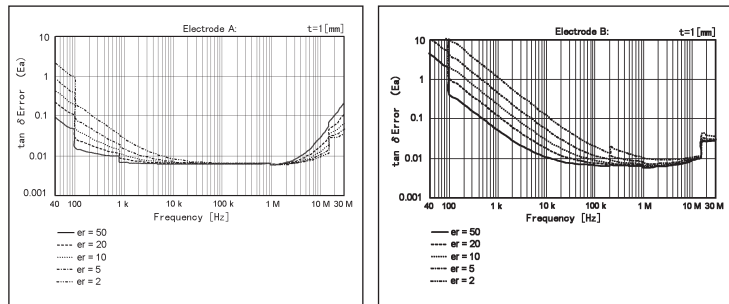 Electrode A: t=1[mm]
tan δ Error (Ea)
10
1
0.1
0.01
0.001
40 100 1 k 10 k 100 k 1 M 10 M 30 M
Frequency [Hz]
er = 50
er = 20
er = 10
er = 5
er = 2
Electrode B: t=1[mm]
tan δ Error (Ea)
10
1
0.1
0.01
0.001
40 100 1 k 10 k 100 k 1 M 10 M 30 M
Frequency [Hz]
er = 50
er = 20
er = 10
er = 5
er = 2